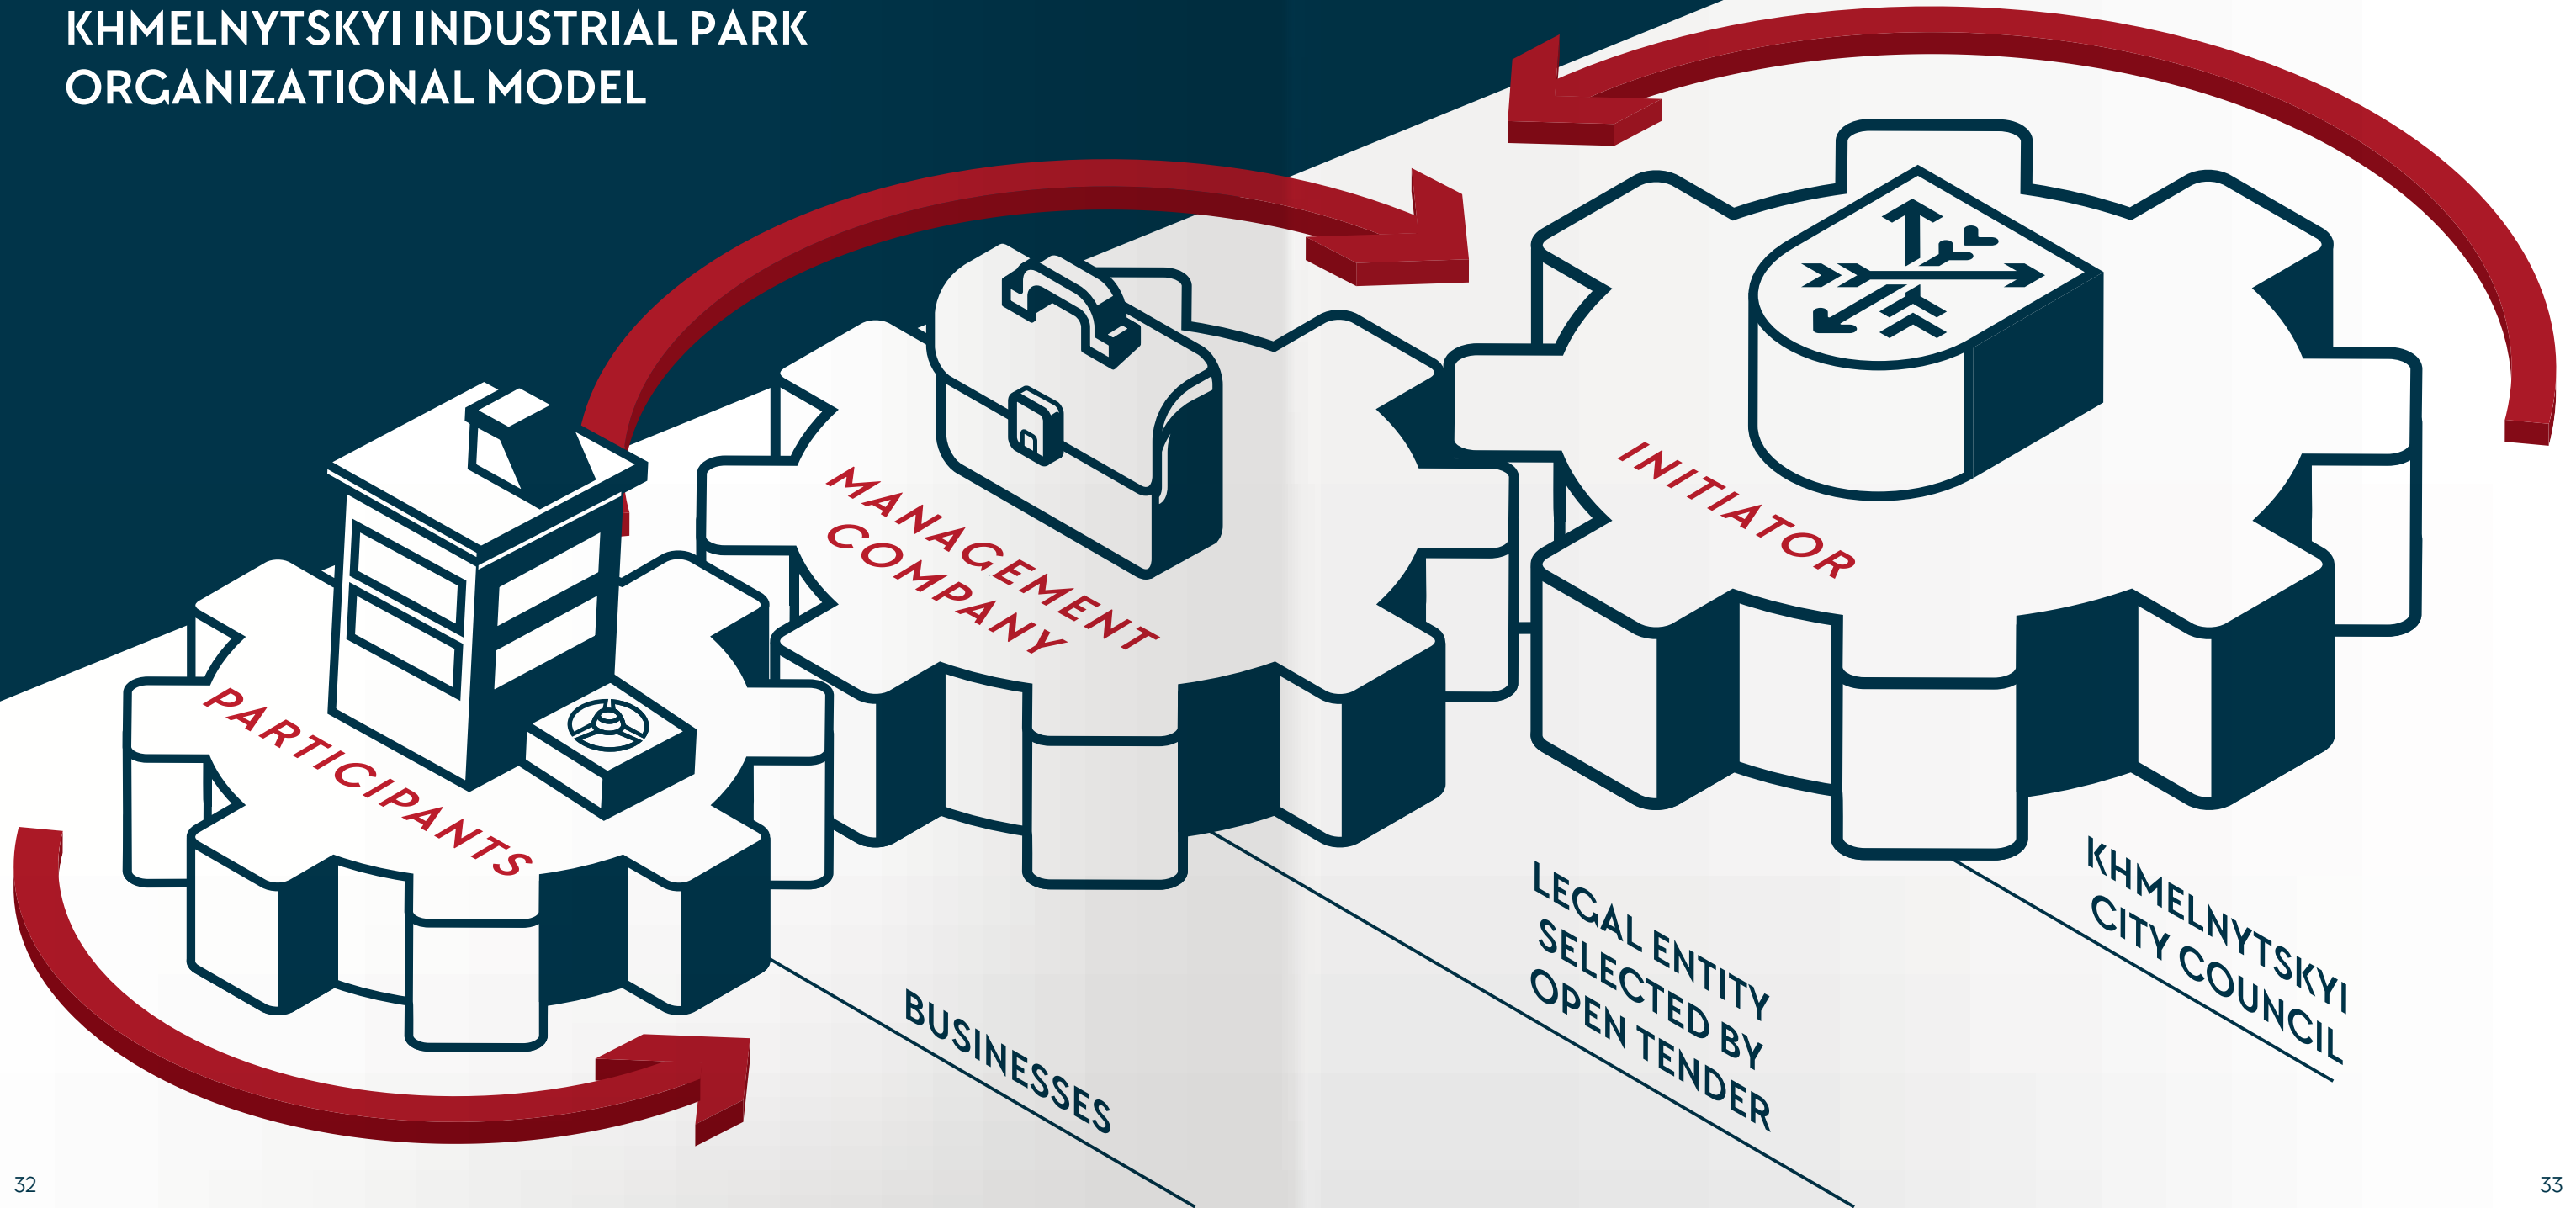 KHMELNYTSKYI INDUSTRIAL PARK
ORGANIZATIONAL MODEL
PARTICIPANTS
MANAGEMENT
COMPANY
INITIATOR
BUSINESSES
LEGAL ENTITY
SELECTED BY
OPEN TENDER
KHMELNYTSKYI
CITY COUNCIL
32
33